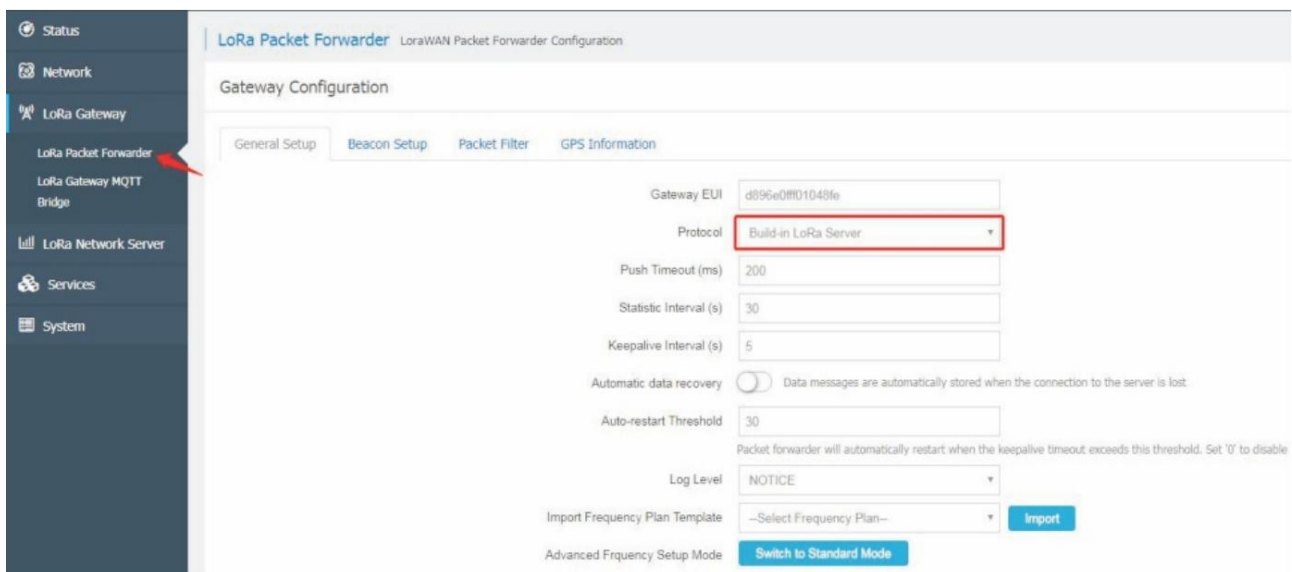 Status
Network
LoRa Gateway
LoRa Packet Forwarder
LoRa Gateway MQTT
Bridge
LoRa Network Server
Services
System
LoRa Packet Forwarder LoraWAN Packet Forwarder Configuration
Gateway Configuration
General Setup Beacon Setup Packet Filter GPS Information
Gateway EUI d896e0fff01048fe
Protocol Build-in LoRa Server
Push Timeout (ms) 200
Statistic Interval (s) 30
Keepalive Interval (s) 5
Automatic data recovery Data messages are automatically stored when the connection to the server is lost
Auto-restart Threshold 30
Packet forwarder will automatically restart when the keepalive timeout exceeds this threshold. Set '0' to disable
Log Level NOTICE
Import Frequency Plan Template --Select Frequency Plan-- Import
Advanced Frquency Setup Mode Switch to Standard Mode